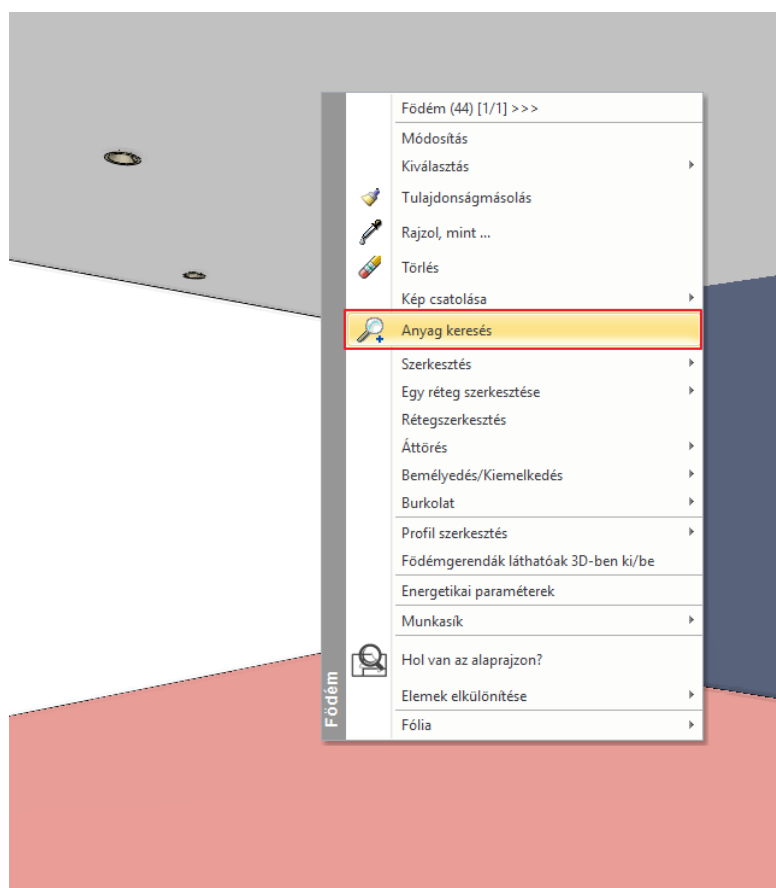 Födém (44) [1/1] >>>
Módosítás
Kiválasztás
Tulajdonságmásolás
Rajzol, mint ...
Törlés
Kép csatolása
Anyag keresés
Szerkesztés
Egy réteg szerkesztése
Rétegszerkesztés
Áttörés
Bemélyedés/Kiemelkedés
Burkolat
Profil szerkesztés
Födémgerendák láthatóak 3D-ben ki/be
Energetikai paraméterek
Munkasík
Hol van az alaprajzon?
Elemek elkülönítése
Fólia
Födém